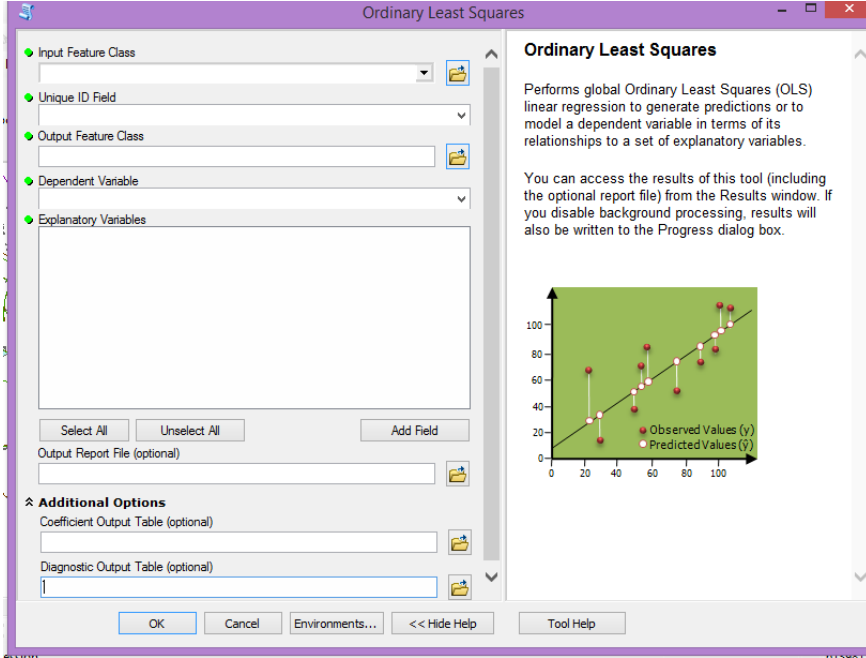 Ordinary Least Squares
Input Feature Class
Unique ID Field
Output Feature Class
Dependent Variable
Explanatory Variables
Select All
Unselect All
Add Field
Output Report File (optional)
Additional Options
Coefficient Output Table (optional)
Diagnostic Output Table (optional)
OK
Cancel
Environments...
<< Hide Help
Tool Help
Ordinary Least Squares
Performs global Ordinary Least Squares (OLS)
linear regression to generate predictions or to
model a dependent variable in terms of its
relationships to a set of explanatory variables.
You can access the results of this tool (including
the optional report file) from the Results window. If
you disable background processing, results will
also be written to the Progress dialog box.
100
80
60
40
20
0
Observed Values (y)
Predicted Values (ŷ)
0 20 40 60 80 100